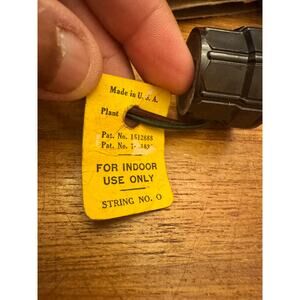 Made in U. S. A.
Plant
Pat. No. 1512888
Pat. No.
FOR INDOOR
USE ONLY
STRING NO. O